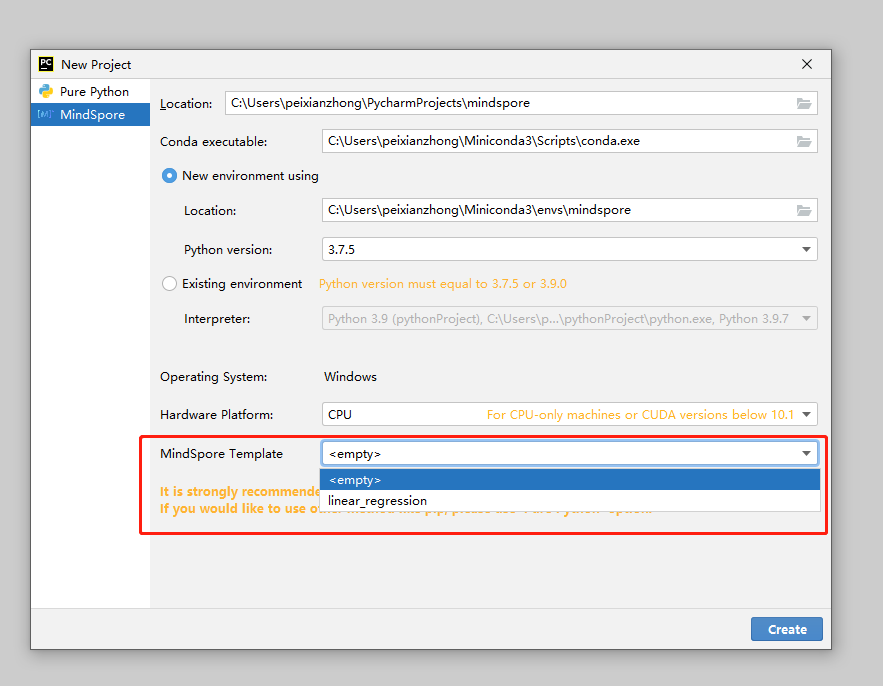 PC New Project
Pure Python
[M] MindSpore
Location: C:\Users\peixianzhong\PycharmProjects\mindspore
Conda executable: C:\Users\peixianzhong\Miniconda3\Scripts\conda.exe
New environment using
Location: C:\Users\peixianzhong\Miniconda3\envs\mindspore
Python version: 3.7.5
Existing environment Python version must equal to 3.7.5 or 3.9.0
Interpreter: Python 3.9 (pythonProject), C:\Users\p...\pythonProject\python.exe, Python 3.9.7
Operating System: Windows
Hardware Platform: CPU For CPU-only machines or CUDA versions below 10.1
MindSpore Template <empty>
<empty>
It is strongly recommende
linear_regression
If you would like to use
Create